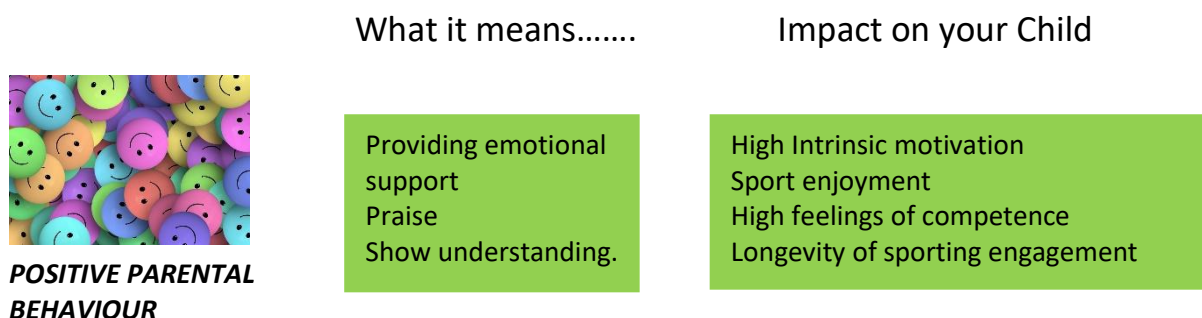 What it means.......
Impact on your Child
Providing emotional
support
Praise
Show understanding.
High Intrinsic motivation
Sport enjoyment
High feelings of competence
Longevity of sporting engagement
POSITIVE PARENTAL
BEHAVIOUR